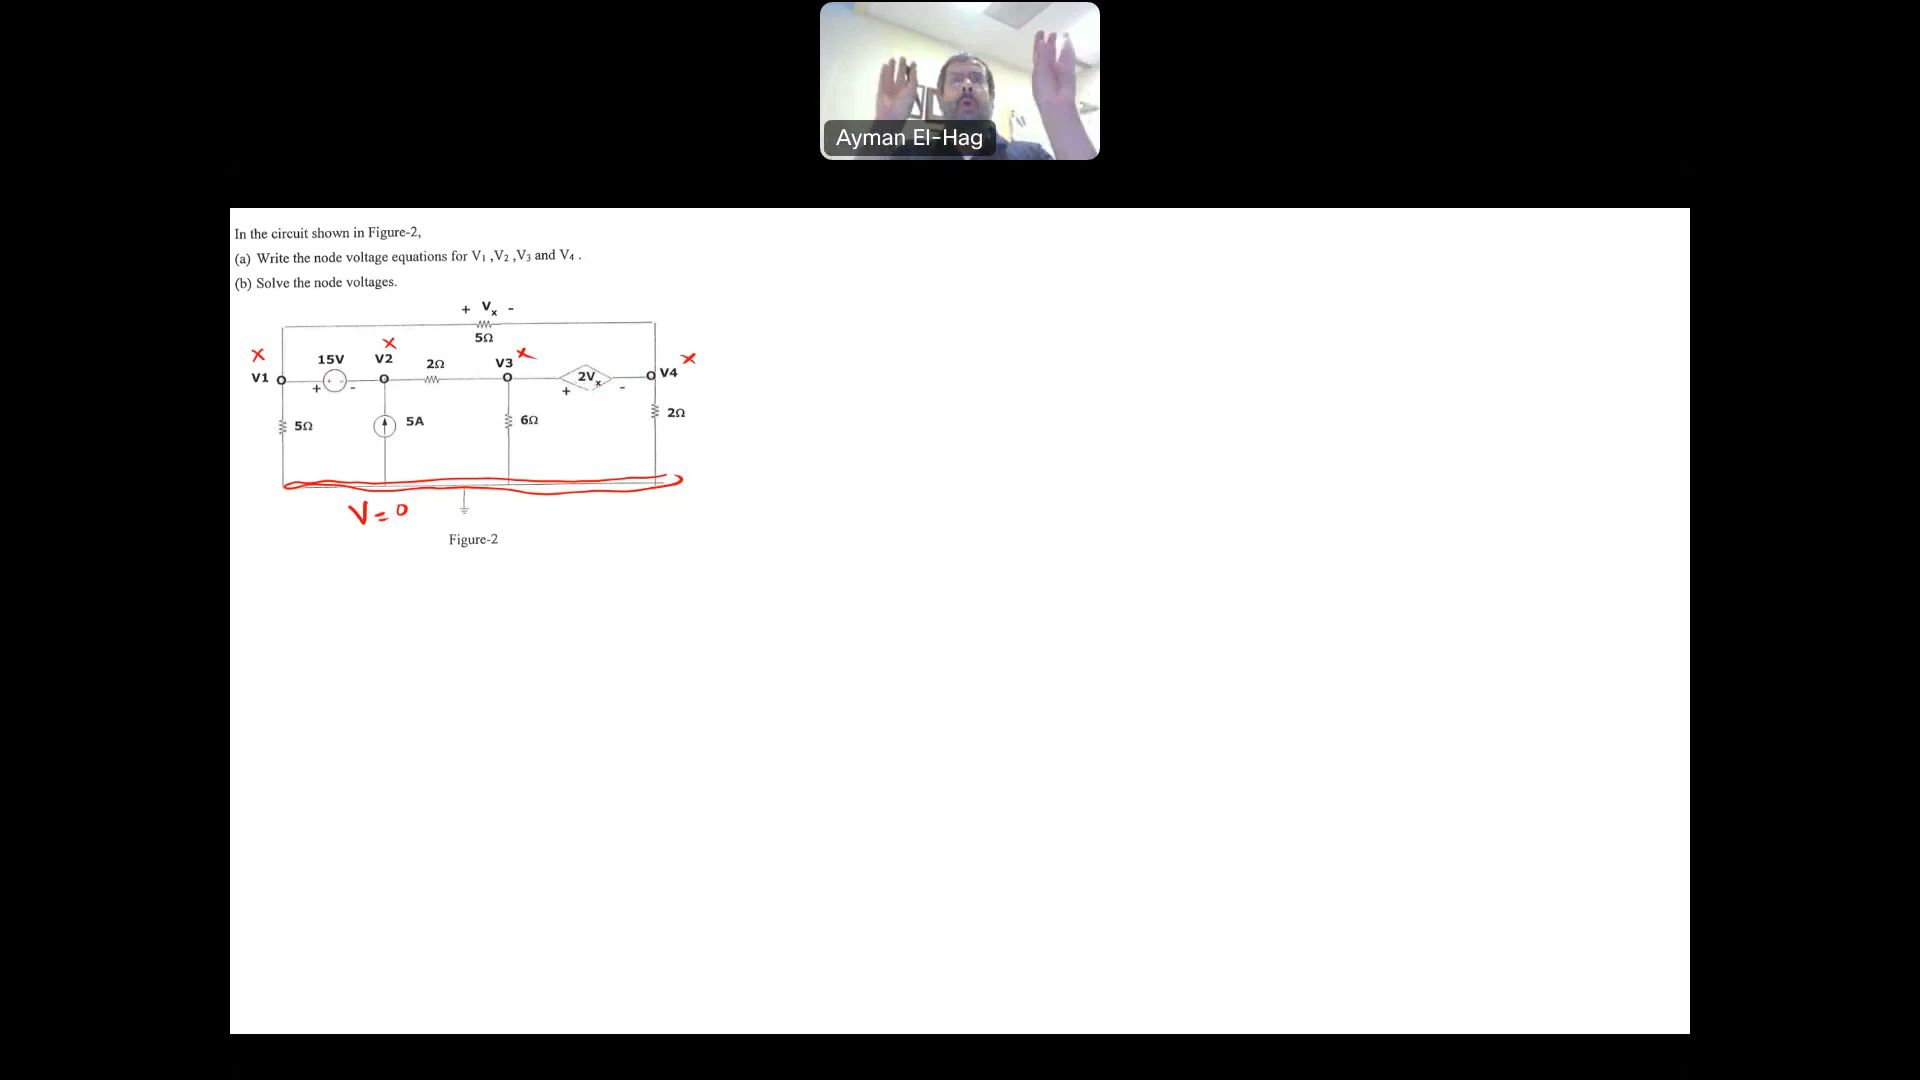 Ayman El-Hag
In the circuit shown in Figure-2,
(a) Write the node voltage equations for V1 ,V2 ,V3 and V4 .
(b) Solve the node voltages.
+ Vx -
5Ω
x x x x
15V V2 2Ω V3 2Vx V4
V1 + - + -
5Ω 5A 6Ω 2Ω
V=0
Figure-2